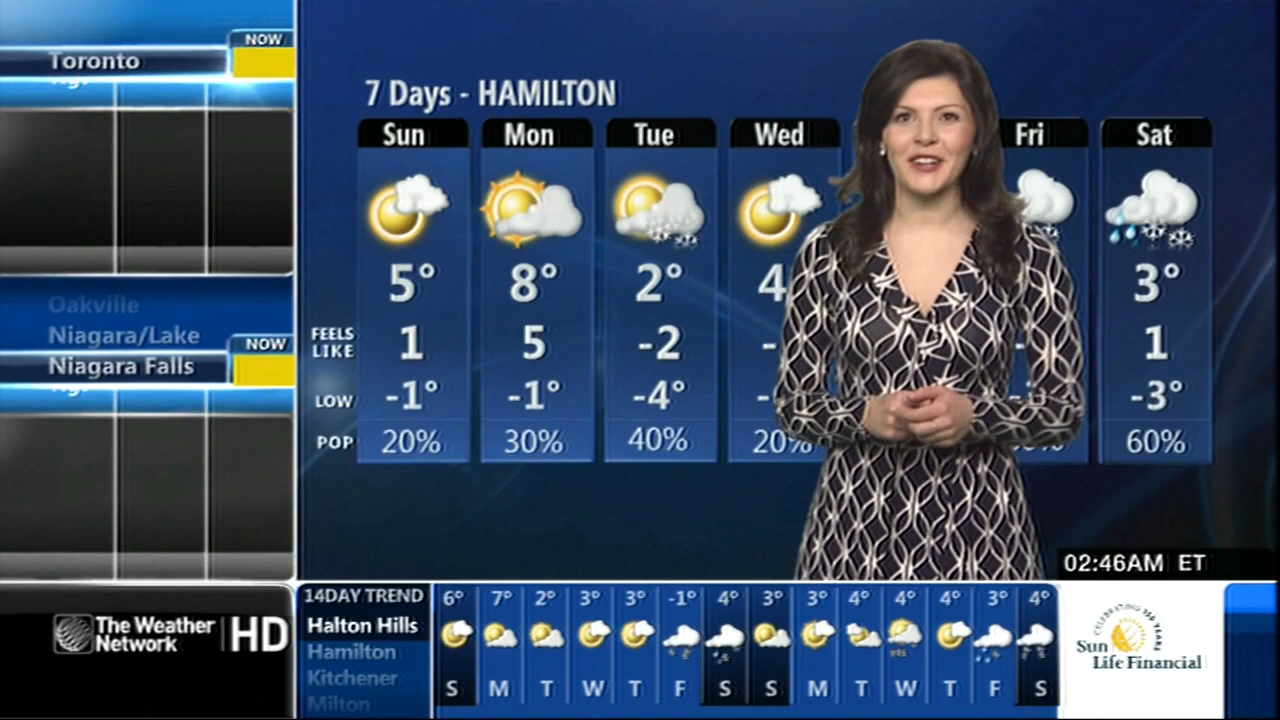 NOW
Toronto
Oakville
Niagara/Lake
NOW
Niagara Falls
7 Days - HAMILTON
Sun Mon Tue Wed Fri Sat
5° 8° 2° 4 3°
FEELS LIKE 1 5 -2 - - 1
LOW -1° -1° -4° - -3°
POP 20% 30% 40% 20% 60%
02:46AM ET
The Weather Network HD
14DAY TREND
Halton Hills
Hamilton
Kitchener
Milton
6° 7° 2° 3° 3° -1° 4° 3° 3° 4° 4° 4° 3° 4°
S M T W T F S S M T W T F S
CELEBRATING YEARS
Sun
Life Financial